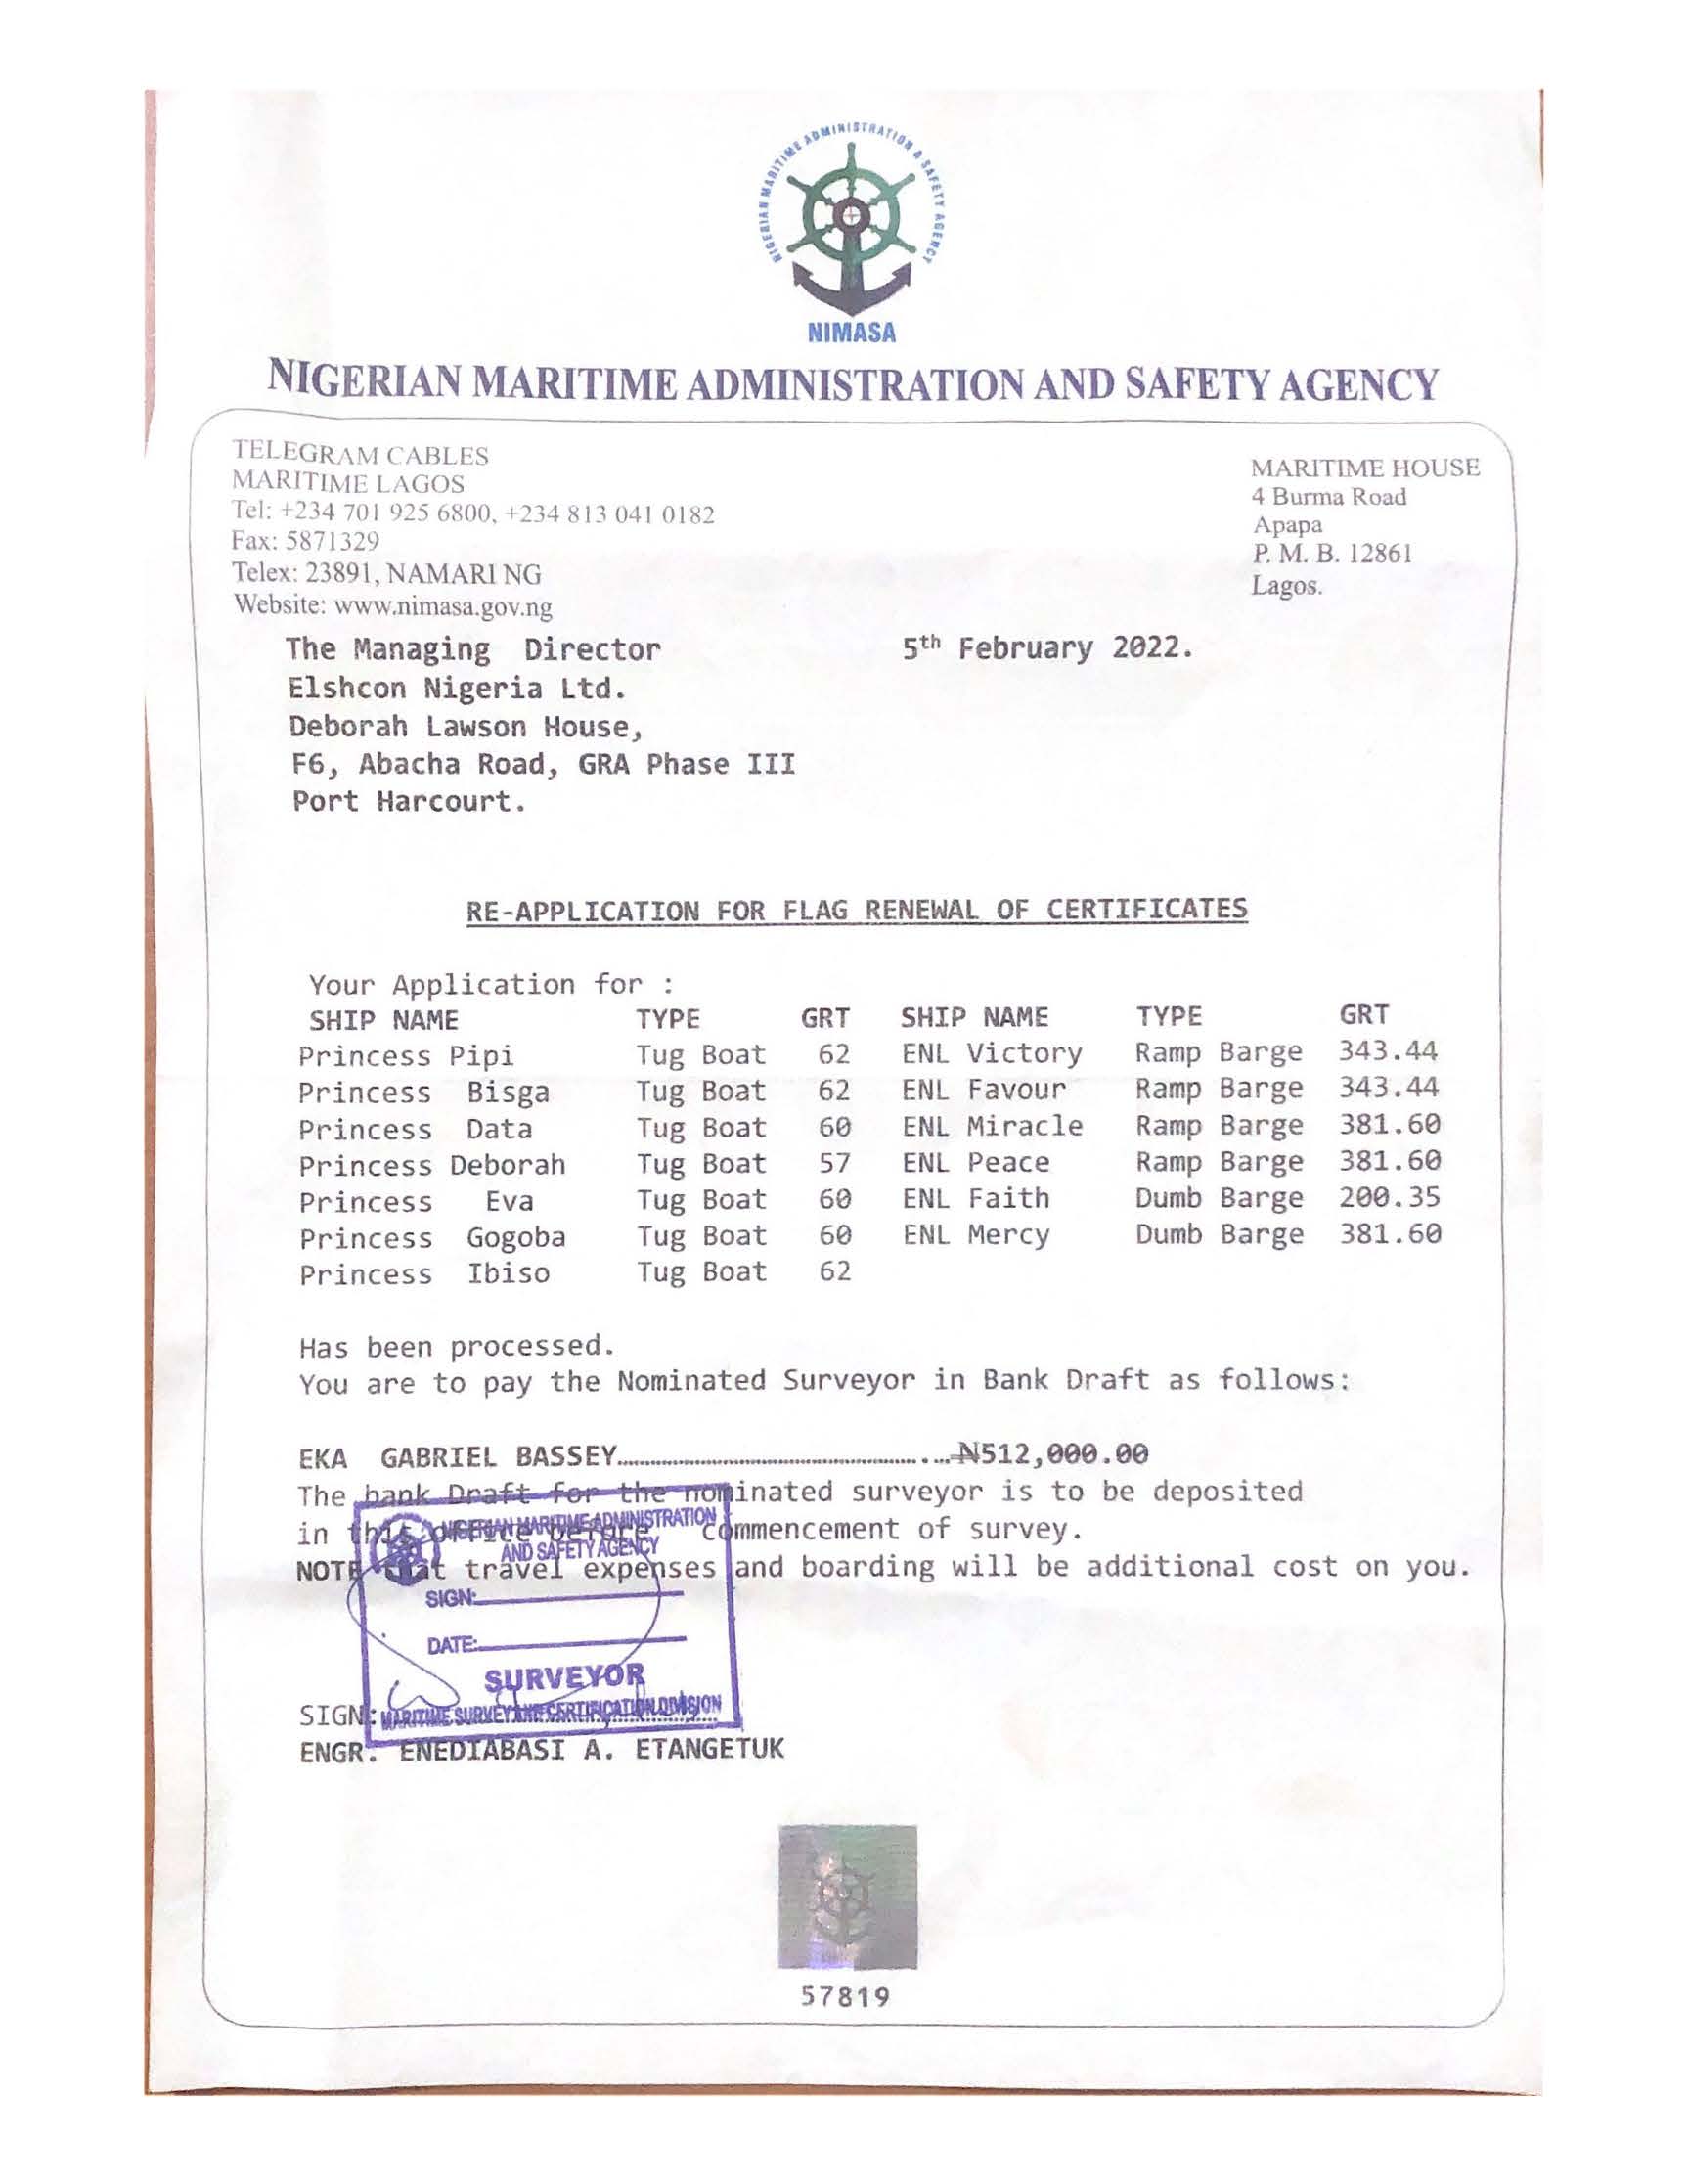 NIGERIAN MARITIME ADMINISTRATION & SAFETY AGENCY
NIMASA
NIGERIAN MARITIME ADMINISTRATION AND SAFETY AGENCY
TELEGRAM CABLES
MARITIME LAGOS
Tel: +234 701 925 6800, +234 813 041 0182
Fax: 5871329
Telex: 23891, NAMARI NG
Website: www.nimasa.gov.ng
MARITIME HOUSE
4 Burma Road
Apapa
P. M. B. 12861
Lagos.
The Managing Director 5th February 2022.
Elshcon Nigeria Ltd.
Deborah Lawson House,
F6, Abacha Road, GRA Phase III
Port Harcourt.
RE-APPLICATION FOR FLAG RENEWAL OF CERTIFICATES
Your Application for :
SHIP NAME TYPE GRT SHIP NAME TYPE GRT
Princess Pipi Tug Boat 62 ENL Victory Ramp Barge 343.44
Princess Bisga Tug Boat 62 ENL Favour Ramp Barge 343.44
Princess Data Tug Boat 60 ENL Miracle Ramp Barge 381.60
Princess Deborah Tug Boat 57 ENL Peace Ramp Barge 381.60
Princess Eva Tug Boat 60 ENL Faith Dumb Barge 200.35
Princess Gogoba Tug Boat 60 ENL Mercy Dumb Barge 381.60
Princess Ibiso Tug Boat 62
Has been processed.
You are to pay the Nominated Surveyor in Bank Draft as follows:
EKA GABRIEL BASSEY................................₦512,000.00
The bank Draft for the nominated surveyor is to be deposited
in this office before commencement of survey.
NOTE that travel expenses and boarding will be additional cost on you.
NIGERIAN MARITIME ADMINISTRATION
AND SAFETY AGENCY
SIGN:
DATE:
SURVEYOR
MARITIME SURVEY AND CERTIFICATION DIVISION
SIGN:
ENGR. ENEDIABASI A. ETANGETUK
57819